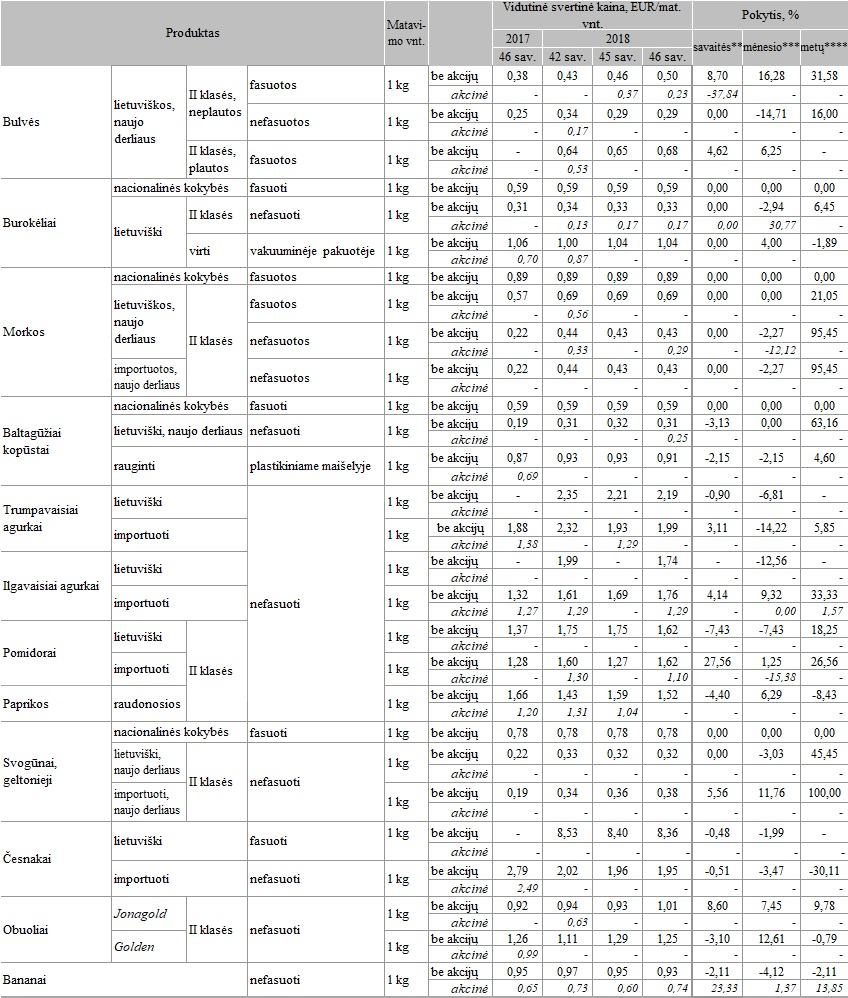 Produktas Matavi-mo vnt. Vidutinė svertinė kaina, EUR/mat. vnt. Pokytis, %
2017 2018 savaitės** mėnesio*** metų****
46 sav. 42 sav. 45 sav. 46 sav.
Bulvės lietuviškos, naujo derliaus II klasės, neplautos fasuotos 1 kg be akcijų 0,38 0,43 0,46 0,50 8,70 16,28 31,58
akcinė - - 0,37 0,23 -37,84 - -
nefasuotos 1 kg be akcijų 0,25 0,34 0,29 0,29 0,00 -14,71 16,00
akcinė - 0,17 - - - - -
II klasės, plautos fasuotos 1 kg be akcijų - 0,64 0,65 0,68 4,62 6,25 -
akcinė - 0,53 - - - - -
Burokėliai nacionalinės kokybės fasuoti 1 kg be akcijų 0,59 0,59 0,59 0,59 0,00 0,00 0,00
lietuviški II klasės nefasuoti 1 kg be akcijų 0,31 0,34 0,33 0,33 0,00 -2,94 6,45
akcinė - 0,13 0,17 0,17 0,00 30,77 -
virti vakuuminėje pakuotėje 1 kg be akcijų 1,06 1,00 1,04 1,04 0,00 4,00 -1,89
akcinė 0,70 0,87 - - - - -
Morkos nacionalinės kokybės fasuotos 1 kg be akcijų 0,89 0,89 0,89 0,89 0,00 0,00 0,00
lietuviškos, naujo derliaus II klasės fasuotos 1 kg be akcijų 0,57 0,69 0,69 0,69 0,00 0,00 21,05
akcinė - 0,56 - - - - -
nefasuotos 1 kg be akcijų 0,22 0,44 0,43 0,43 0,00 -2,27 95,45
akcinė - 0,33 - 0,29 - -12,12 -
importuotos, naujo derliaus nefasuotos 1 kg be akcijų 0,22 0,44 0,43 0,43 0,00 -2,27 95,45
akcinė - - - - - - -
Baltagūžiai kopūstai nacionalinės kokybės fasuoti 1 kg be akcijų 0,59 0,59 0,59 0,59 0,00 0,00 0,00
lietuviški, naujo derliaus nefasuoti 1 kg be akcijų 0,19 0,31 0,32 0,31 -3,13 0,00 63,16
akcinė - - - 0,25 - - -
rauginti plastikiniame maišelyje 1 kg be akcijų 0,87 0,93 0,93 0,91 -2,15 -2,15 4,60
akcinė 0,69 - - - - - -
Trumpavaisiai agurkai lietuviški nefasuoti 1 kg be akcijų - 2,35 2,21 2,19 -0,90 -6,81 -
akcinė - - - - - - -
importuoti 1 kg be akcijų 1,88 2,32 1,93 1,99 3,11 -14,22 5,85
akcinė 1,38 - 1,29 - - - -
Ilgavaisiai agurkai lietuviški 1 kg be akcijų - 1,99 - 1,74 - -12,56 -
akcinė - - - - - - -
importuoti 1 kg be akcijų 1,32 1,61 1,69 1,76 4,14 9,32 33,33
akcinė 1,27 1,29 - 1,29 - 0,00 1,57
Pomidorai lietuviški II klasės 1 kg be akcijų 1,37 1,75 1,75 1,62 -7,43 -7,43 18,25
akcinė - - - - - - -
importuoti 1 kg be akcijų 1,28 1,60 1,27 1,62 27,56 1,25 26,56
akcinė - 1,30 - 1,10 - -15,38 -
Paprikos raudonosios 1 kg be akcijų 1,66 1,43 1,59 1,52 -4,40 6,29 -8,43
akcinė 1,20 1,31 1,04 - - - -
Svogūnai, geltonieji nacionalinės kokybės fasuoti 1 kg be akcijų 0,78 0,78 0,78 0,78 0,00 0,00 0,00
lietuviški, naujo derliaus II klasės nefasuoti 1 kg be akcijų 0,22 0,33 0,32 0,32 0,00 -3,03 45,45
akcinė - - - - - - -
importuoti, naujo derliaus 1 kg be akcijų 0,19 0,34 0,36 0,38 5,56 11,76 100,00
akcinė - - - - - - -
Česnakai lietuviški fasuoti 1 kg be akcijų - 8,53 8,40 8,36 -0,48 -1,99 -
akcinė - - - - - - -
importuoti nefasuoti 1 kg be akcijų 2,79 2,02 1,96 1,95 -0,51 -3,47 -30,11
akcinė 2,49 - - - - - -
Obuoliai Jonagold II klasės nefasuoti 1 kg be akcijų 0,92 0,94 0,93 1,01 8,60 7,45 9,78
akcinė - 0,63 - - - - -
Golden 1 kg be akcijų 1,26 1,11 1,29 1,25 -3,10 12,61 -0,79
akcinė 0,99 - - - - - -
Bananai nefasuoti 1 kg be akcijų 0,95 0,97 0,95 0,93 -2,11 -4,12 -2,11
akcinė 0,65 0,73 0,60 0,74 23,33 1,37 13,85